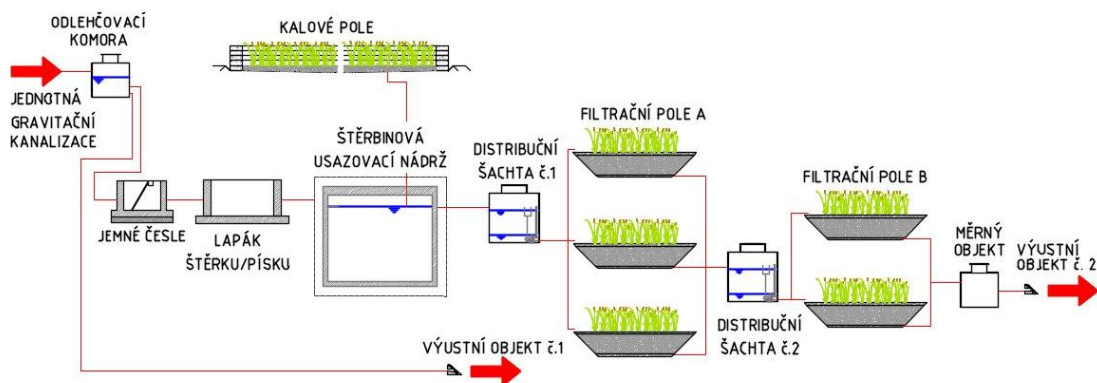 ODLEHČOVACÍ
KOMORA
KALOVÉ POLE
JEDNOTNÁ
GRAVITAČNÍ
KANALIZACE
ŠTĚRBINOVÁ
USAZOVACÍ NÁDRŽ
DISTRIBUČNÍ
ŠACHTA č.1
FILTRAČNÍ POLE A
FILTRAČNÍ POLE B
JEMNÉ ČESLE
LAPÁK
ŠTĚRKU/PÍSKU
MĚRNÝ
OBJEKT
VÝUSTNÍ
OBJEKT č. 2
DISTRIBUČNÍ
ŠACHTA č.2
VÝUSTNÍ OBJEKT č.1